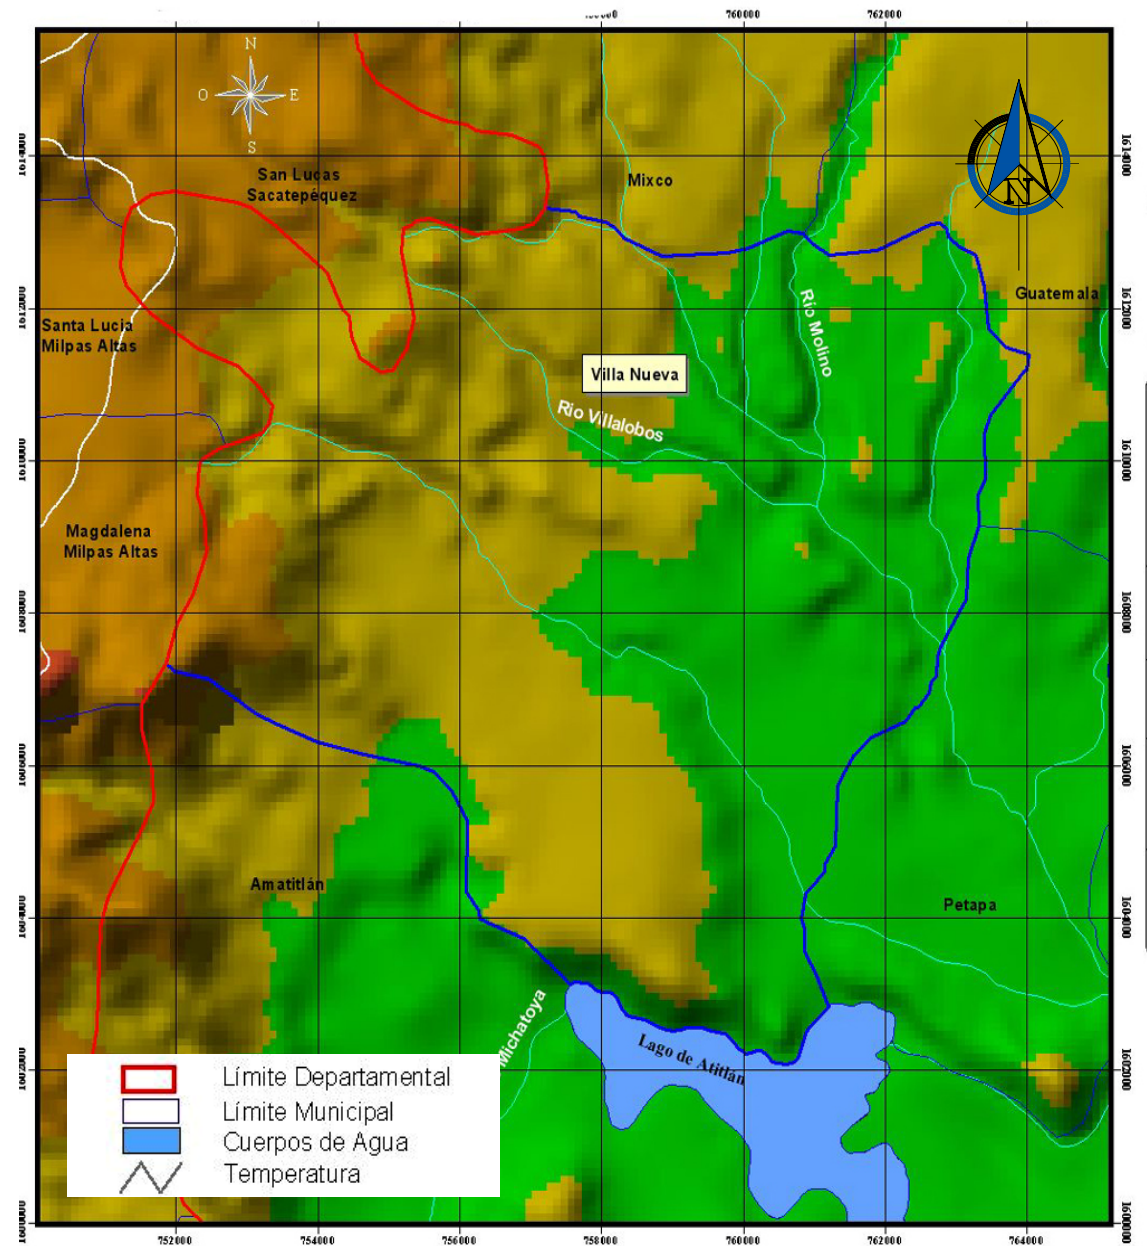 760000
762000
N
O
E
S
N
1614000
1614000
San Lucas
Sacatepéquez
Mixco
Guatemala
1612000
1612000
Santa Lucia
Milpas Altas
Río Molino
Villa Nueva
Rio Villalobos
1610000
1610000
Magdalena
Milpas Altas
1608000
1608000
1606000
1606000
Amatitlán
Petapa
1604000
1604000
Michatoya
Lago de Atitlán
1602000
1602000
Límite Departamental
Límite Municipal
Cuerpos de Agua
Temperatura
1600000
1600000
752000
754000
756000
758000
760000
762000
764000